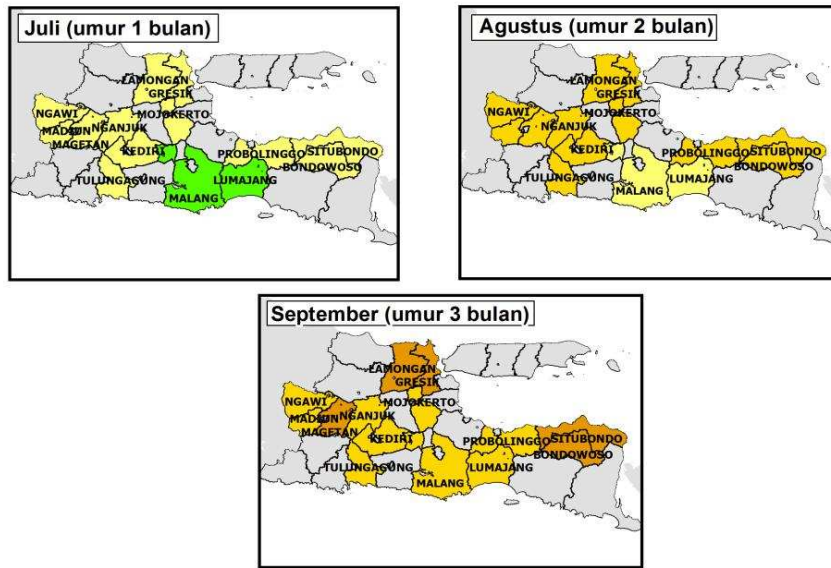 Juli (umur 1 bulan)
LAMONGAN
GRESIK
NGAWI
MOJOKERTO
MADIUN
NGANJUK
MAGETAN
KEDIRI
PROBOLINGGO
SITUBONDO
BONDOWOSO
TULUNGAGUNG
LUMAJANG
MALANG
Agustus (umur 2 bulan)
LAMONGAN
GRESIK
NGAWI
MOJOKERTO
MADIUN
NGANJUK
MAGETAN
KEDIRI
PROBOLINGGO
SITUBONDO
BONDOWOSO
TULUNGAGUNG
LUMAJANG
MALANG
September (umur 3 bulan)
LAMONGAN
GRESIK
NGAWI
MOJOKERTO
MADIUN
NGANJUK
MAGETAN
KEDIRI
PROBOLINGGO
SITUBONDO
BONDOWOSO
TULUNGAGUNG
LUMAJANG
MALANG